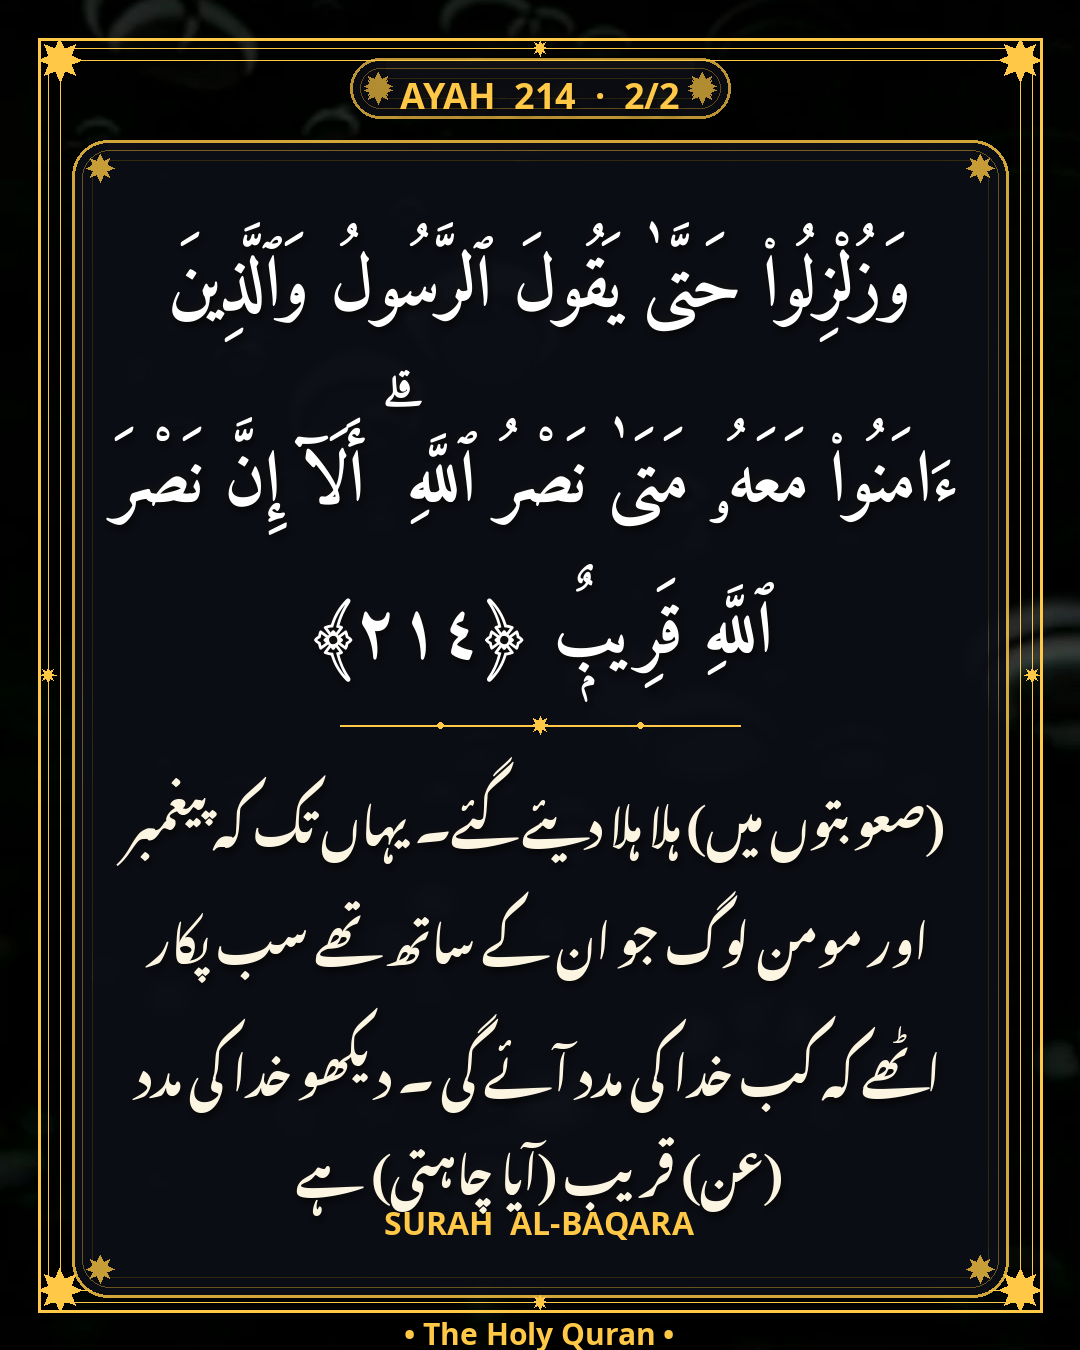 AYAH 214 · 2/2
وَزُلْزِلُوا۟ حَتَّىٰ يَقُولَ ٱلرَّسُولُ وَٱلَّذِينَ
ءَامَنُوا۟ مَعَهُۥ مَتَىٰ نَصْرُ ٱللَّهِ ۗ أَلَآ إِنَّ نَصْرَ
ٱللَّهِ قَرِيبٌۭ ﴿٢١٤﴾
(صعوبتوں میں) ہلا ہلا دیئے گئے۔ یہاں تک کہ پیغمبر
اور مومن لوگ جو ان کے ساتھ تھے سب پکار
اٹھے کہ کب خدا کی مدد آئے گی ۔ دیکھو خدا کی مدد
(عن) قریب (آیا چاہتی) ہے
SURAH AL-BAQARA
• The Holy Quran •